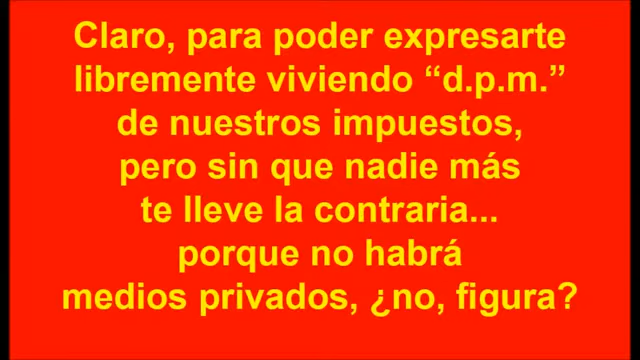 Claro, para poder expresarte
libremente viviendo “d.p.m.”
de nuestros impuestos,
pero sin que nadie más
te lleve la contraria...
porque no habrá
medios privados, ¿no, figura?